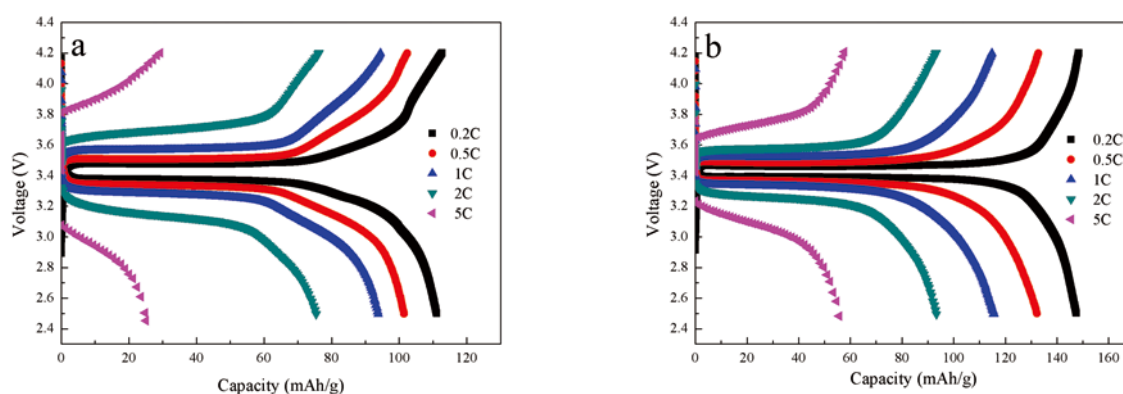 a
4.4
4.2
4.0
3.8
3.6
3.4
3.2
3.0
2.8
2.6
2.4
Voltage (V)
0.2C
0.5C
1C
2C
5C
0 20 40 60 80 100 120
Capacity (mAh/g)
b
4.4
4.2
4.0
3.8
3.6
3.4
3.2
3.0
2.8
2.6
2.4
Voltage (V)
0.2C
0.5C
1C
2C
5C
0 20 40 60 80 100 120 140 160
Capacity (mAh/g)